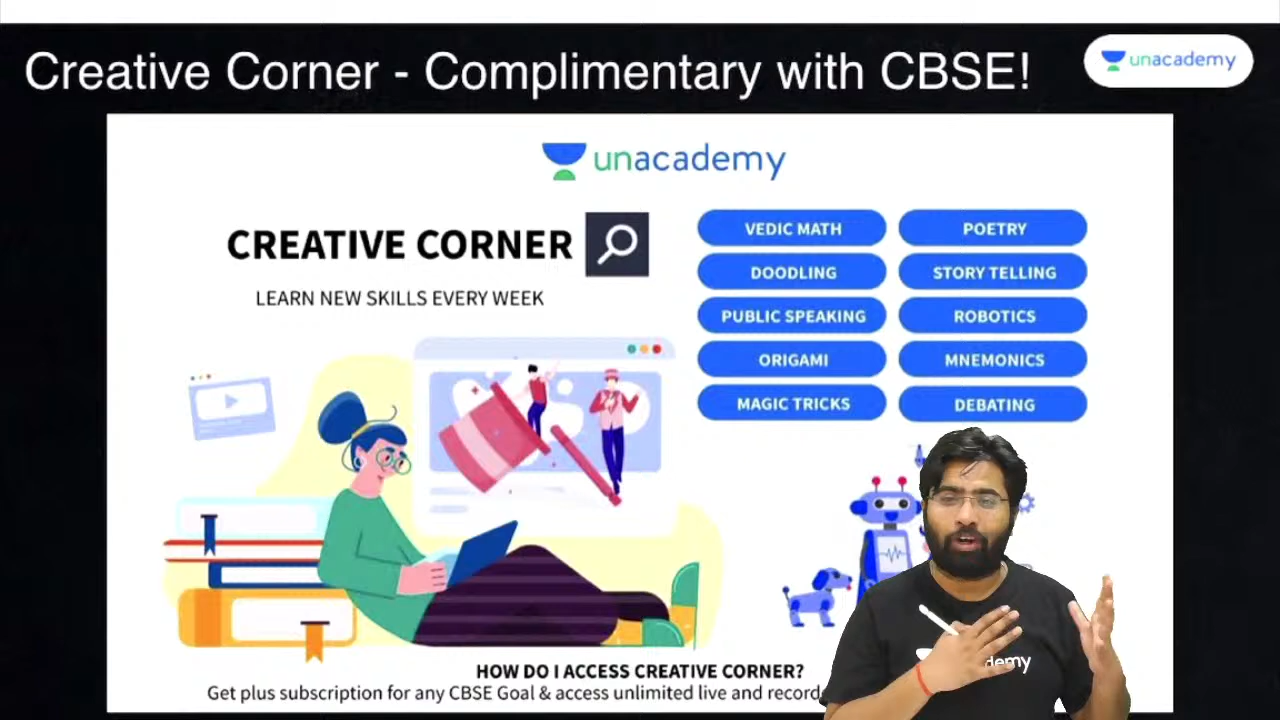 Creative Corner - Complimentary with CBSE!
unacademy
unacademy
CREATIVE CORNER
LEARN NEW SKILLS EVERY WEEK
VEDIC MATH
POETRY
DOODLING
STORY TELLING
PUBLIC SPEAKING
ROBOTICS
ORIGAMI
MNEMONICS
MAGIC TRICKS
DEBATING
HOW DO I ACCESS CREATIVE CORNER?
Get plus subscription for any CBSE Goal & access unlimited live and
demy